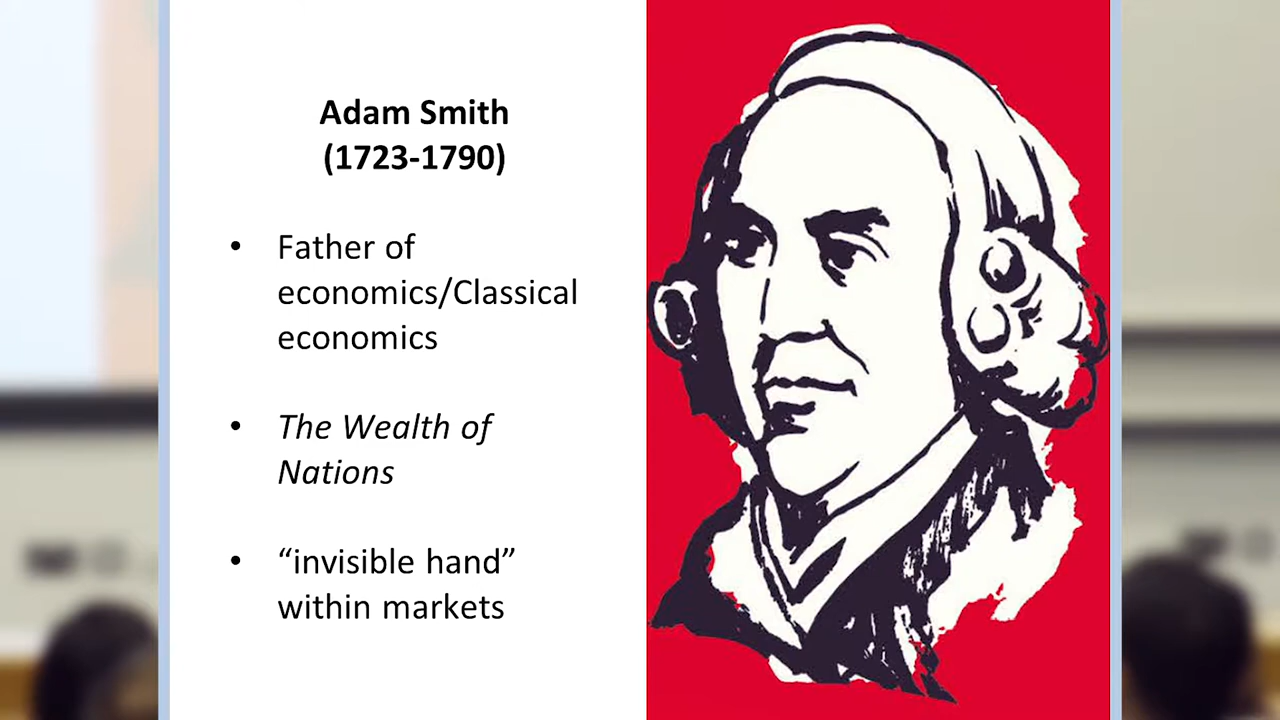 Adam Smith
(1723-1790)
• Father of
economics/Classical
economics
• The Wealth of
Nations
• “invisible hand”
within markets